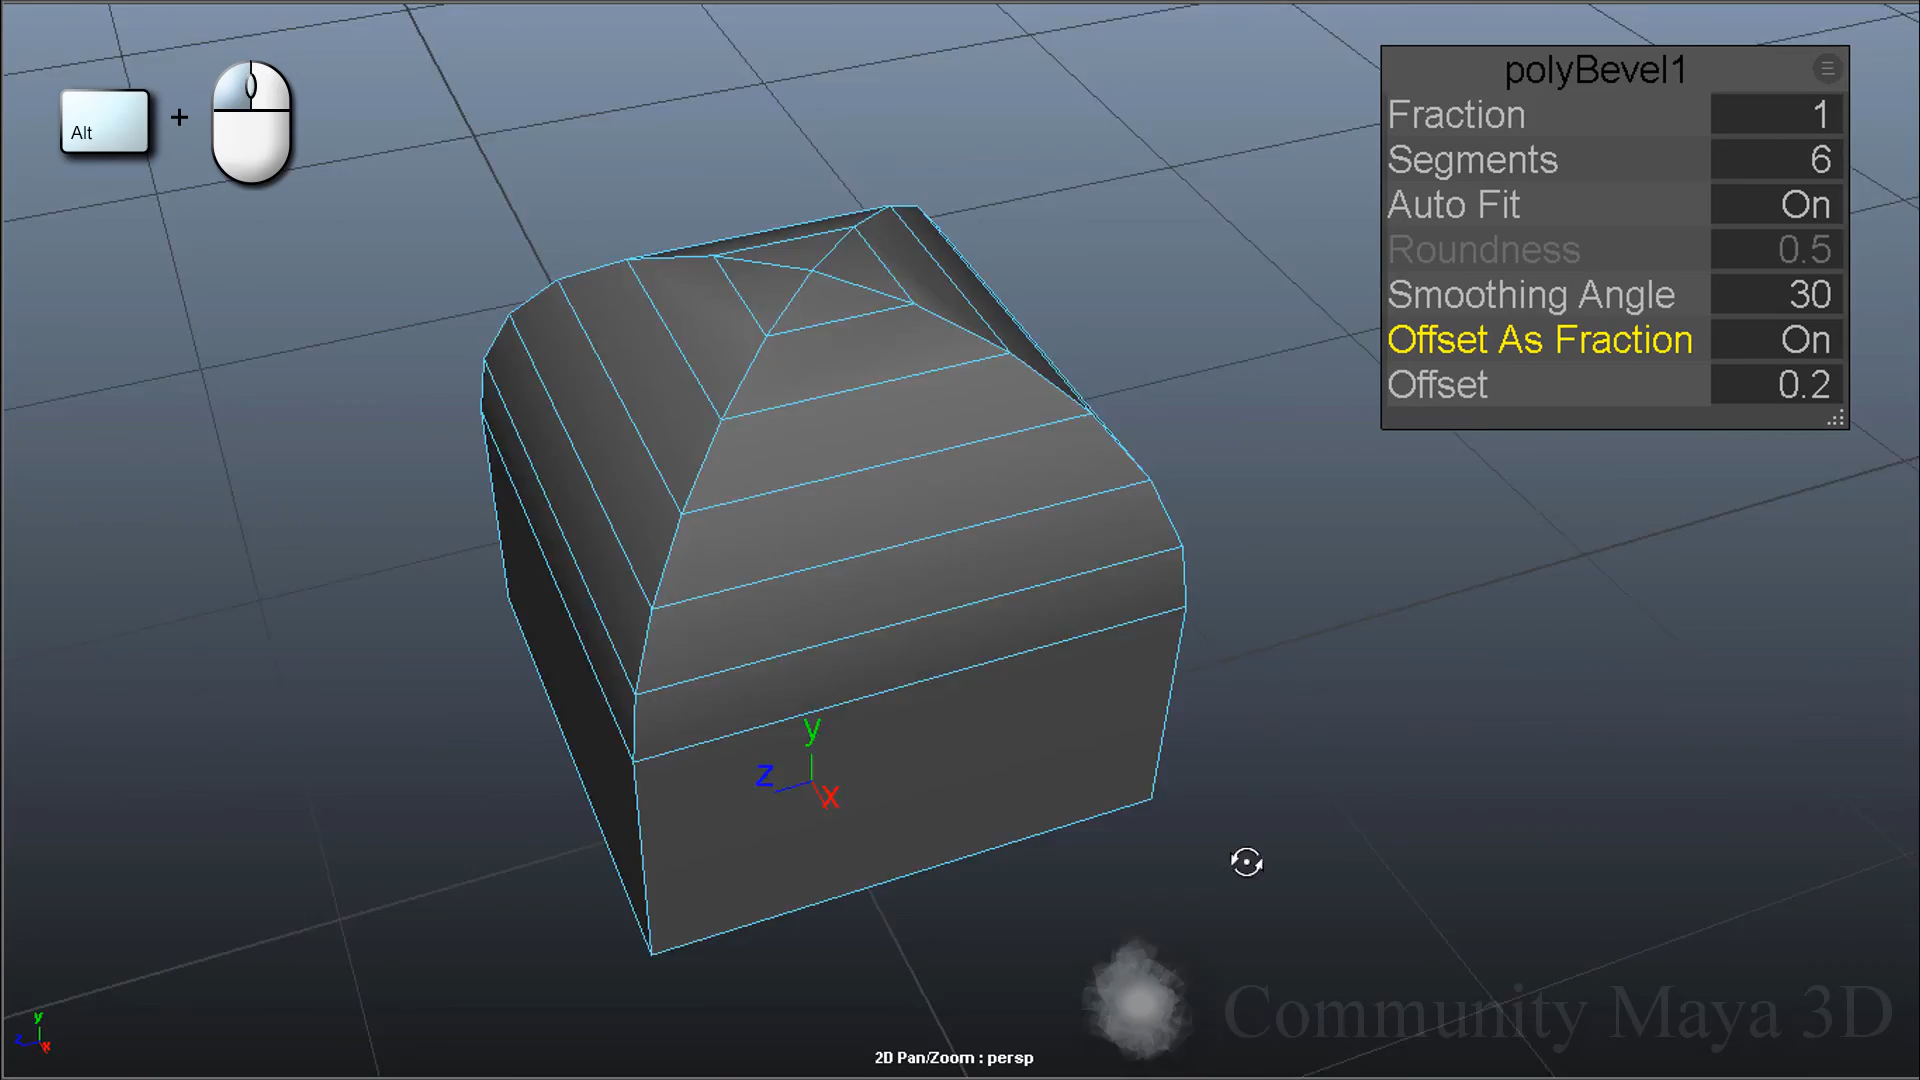 Alt +
polyBevel1
Fraction 1
Segments 6
Auto Fit On
Roundness 0.5
Smoothing Angle 30
Offset As Fraction On
Offset 0.2
y
z
x
y
z
x
2D Pan/Zoom : persp
Community Maya 3D